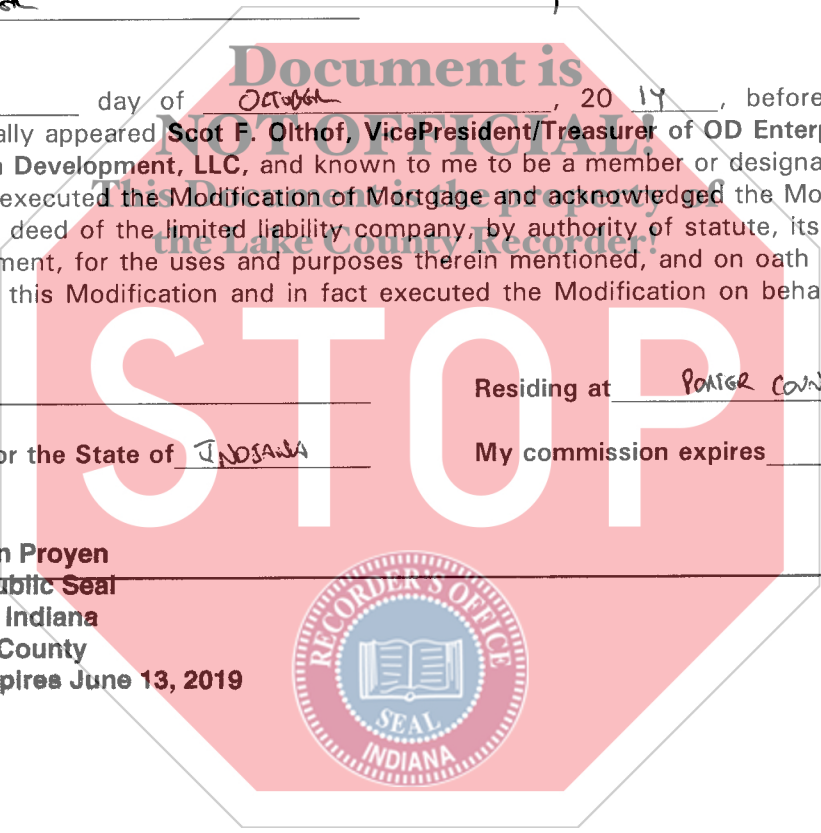 Document is
day of OCTOBER, 20 14, before
NOT OFFICIAL!
ally appeared Scot F. Olthof, VicePresident/Treasurer of OD Enterp
n Development, LLC, and known to me to be a member or designa
This Document is the property of
executed the Modification of Mortgage and acknowledged the Mo
deed of the limited liability company, by authority of statute, its
the Lake County Recorder!
ment, for the uses and purposes therein mentioned, and on oath
this Modification and in fact executed the Modification on beha
STOP
Residing at PORTER COUN
or the State of INDIANA My commission expires
n Proyen
ublic Seal
Indiana
County
pires June 13, 2019
RECORDER'S OFFICE
SEAL
INDIANA